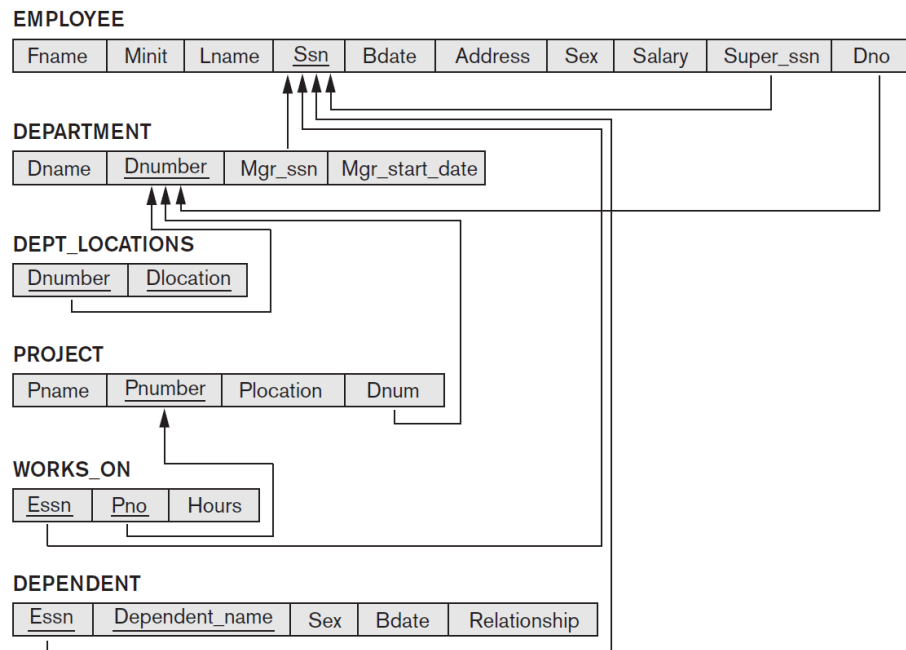 EMPLOYEE
Fname Minit Lname Ssn Bdate Address Sex Salary Super_ssn Dno
DEPARTMENT
Dname Dnumber Mgr_ssn Mgr_start_date
DEPT_LOCATIONS
Dnumber Dlocation
PROJECT
Pname Pnumber Plocation Dnum
WORKS_ON
Essn Pno Hours
DEPENDENT
Essn Dependent_name Sex Bdate Relationship